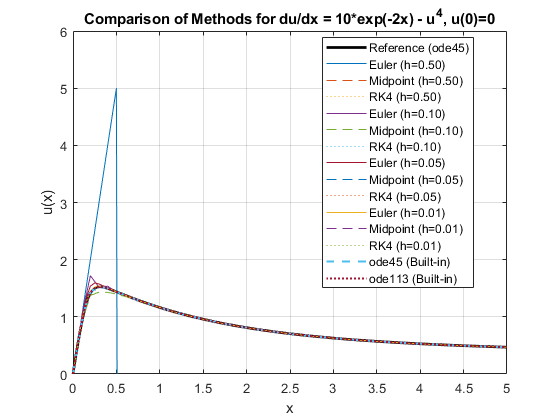 Comparison of Methods for du/dx = 10*exp(-2x) - u^4, u(0)=0
6
5
4
3
2
1
0
u(x)
Reference (ode45)
Euler (h=0.50)
Midpoint (h=0.50)
RK4 (h=0.50)
Euler (h=0.10)
Midpoint (h=0.10)
RK4 (h=0.10)
Euler (h=0.05)
Midpoint (h=0.05)
RK4 (h=0.05)
Euler (h=0.01)
Midpoint (h=0.01)
RK4 (h=0.01)
ode45 (Built-in)
ode113 (Built-in)
0 0.5 1 1.5 2 2.5 3 3.5 4 4.5 5
x